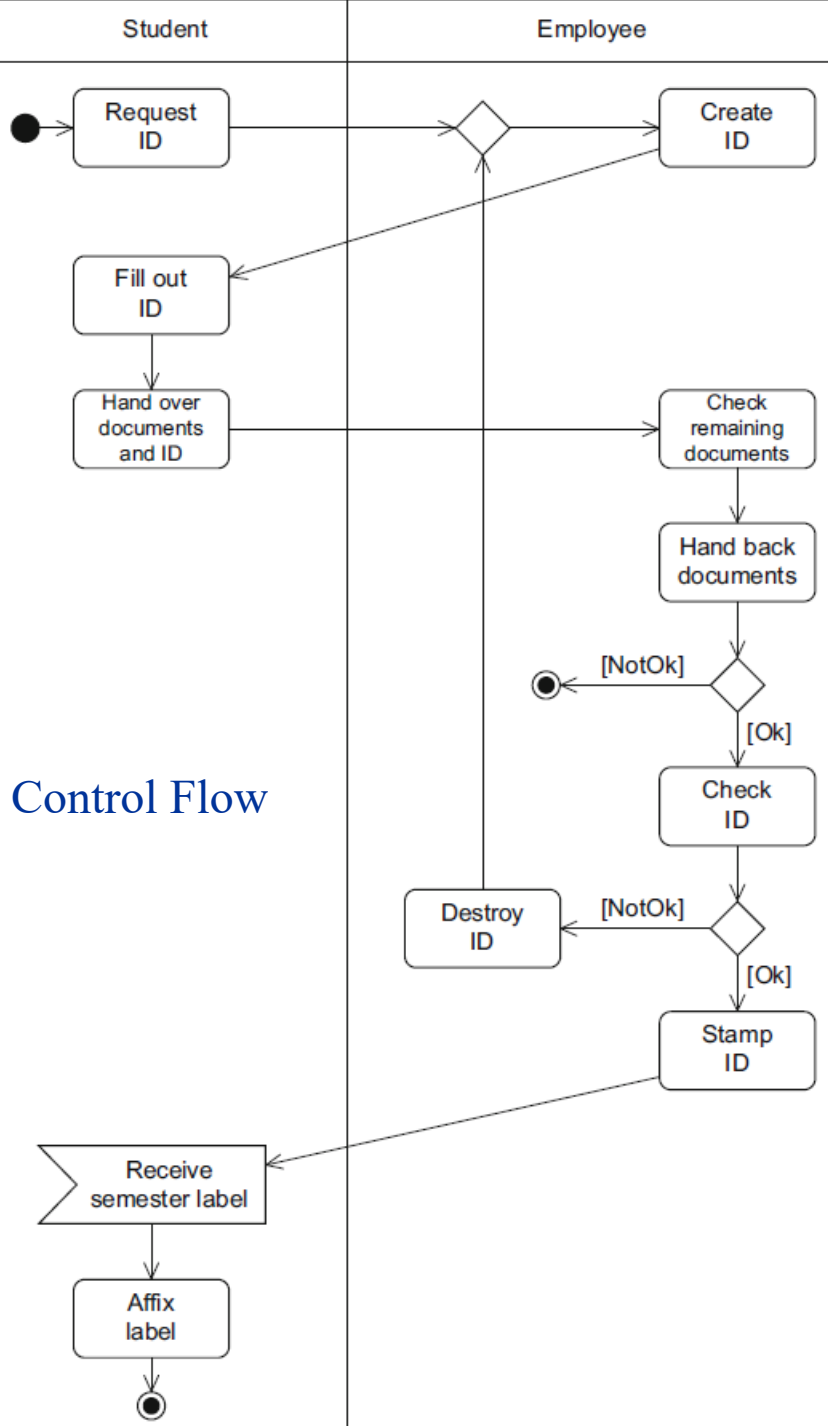 Student
Employee
Request
ID
Create
ID
Fill out
ID
Hand over
documents
and ID
Check
remaining
documents
Hand back
documents
[NotOk]
[Ok]
Control Flow
Check
ID
Destroy
ID
[NotOk]
[Ok]
Stamp
ID
Receive
semester label
Affix
label